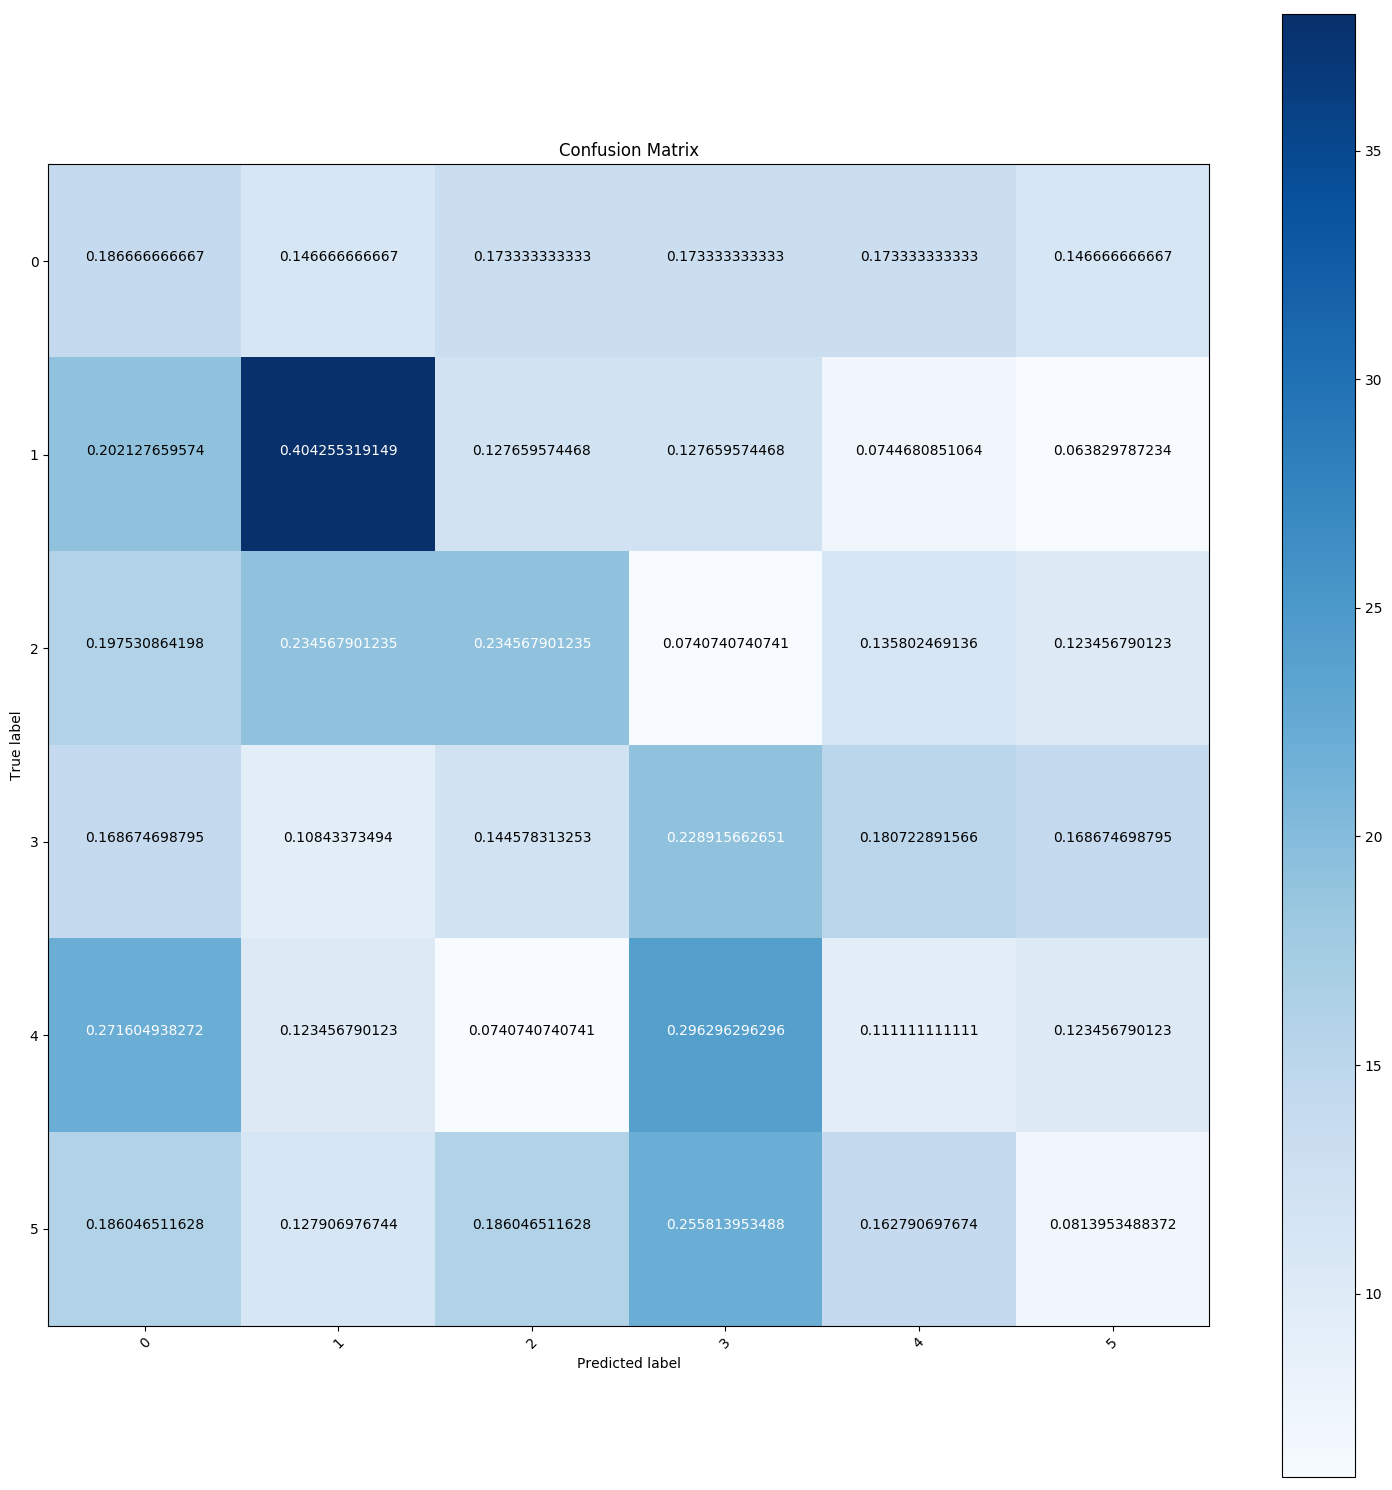 Confusion Matrix
0.186666666667 0.146666666667 0.173333333333 0.173333333333 0.173333333333 0.146666666667
0.202127659574 0.404255319149 0.127659574468 0.127659574468 0.0744680851064 0.063829787234
0.197530864198 0.234567901235 0.234567901235 0.0740740740741 0.135802469136 0.123456790123
0.168674698795 0.10843373494 0.144578313253 0.228915662651 0.180722891566 0.168674698795
0.271604938272 0.123456790123 0.0740740740741 0.296296296296 0.111111111111 0.123456790123
0.186046511628 0.127906976744 0.186046511628 0.255813953488 0.162790697674 0.0813953488372
0
1
2
3
4
5
True label
0 1 2 3 4 5
Predicted label
35
30
25
20
15
10